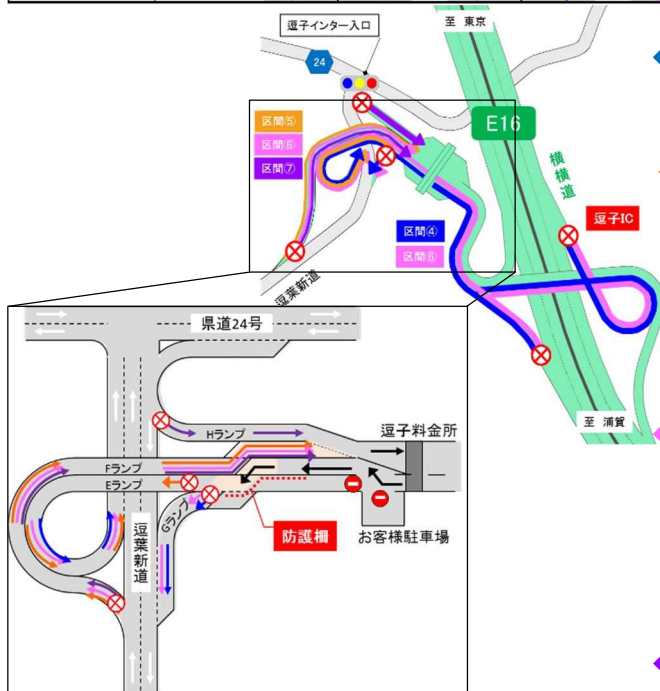 逗子インター入口
至 東京
24
区間⑤
区間⑥
区間⑦
E16
横横道
逗子IC
区間④
区間⑥
逗葉新道
至 浦賀
県道24号
Hランプ
逗子料金所
Fランプ
Eランプ
Gランプ
逗葉新道
防護柵
お客様駐車場